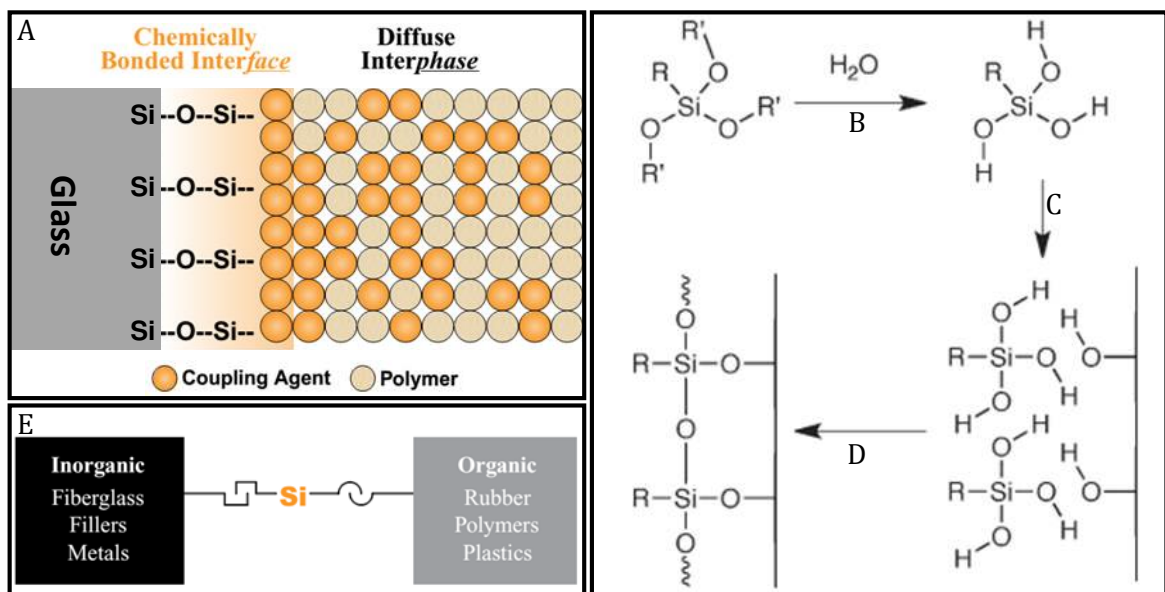 A
Chemically
Bonded Interface
Diffuse
Interphase
Glass
Si--O--Si--
Si--O--Si--
Si--O--Si--
Si--O--Si--
Coupling Agent
Polymer
E
Inorganic
Fiberglass
Fillers
Metals
Si
Organic
Rubber
Polymers
Plastics
R'
R
O
Si
O
O
R'
R'
H₂O
B
H
R
O
Si
O
H
O
H
C
H
O
H
R
Si
O
O
H
O
H
H
O
H
R
Si
O
O
H
O
H
D
O
R
Si
O
O
R
Si
O
O